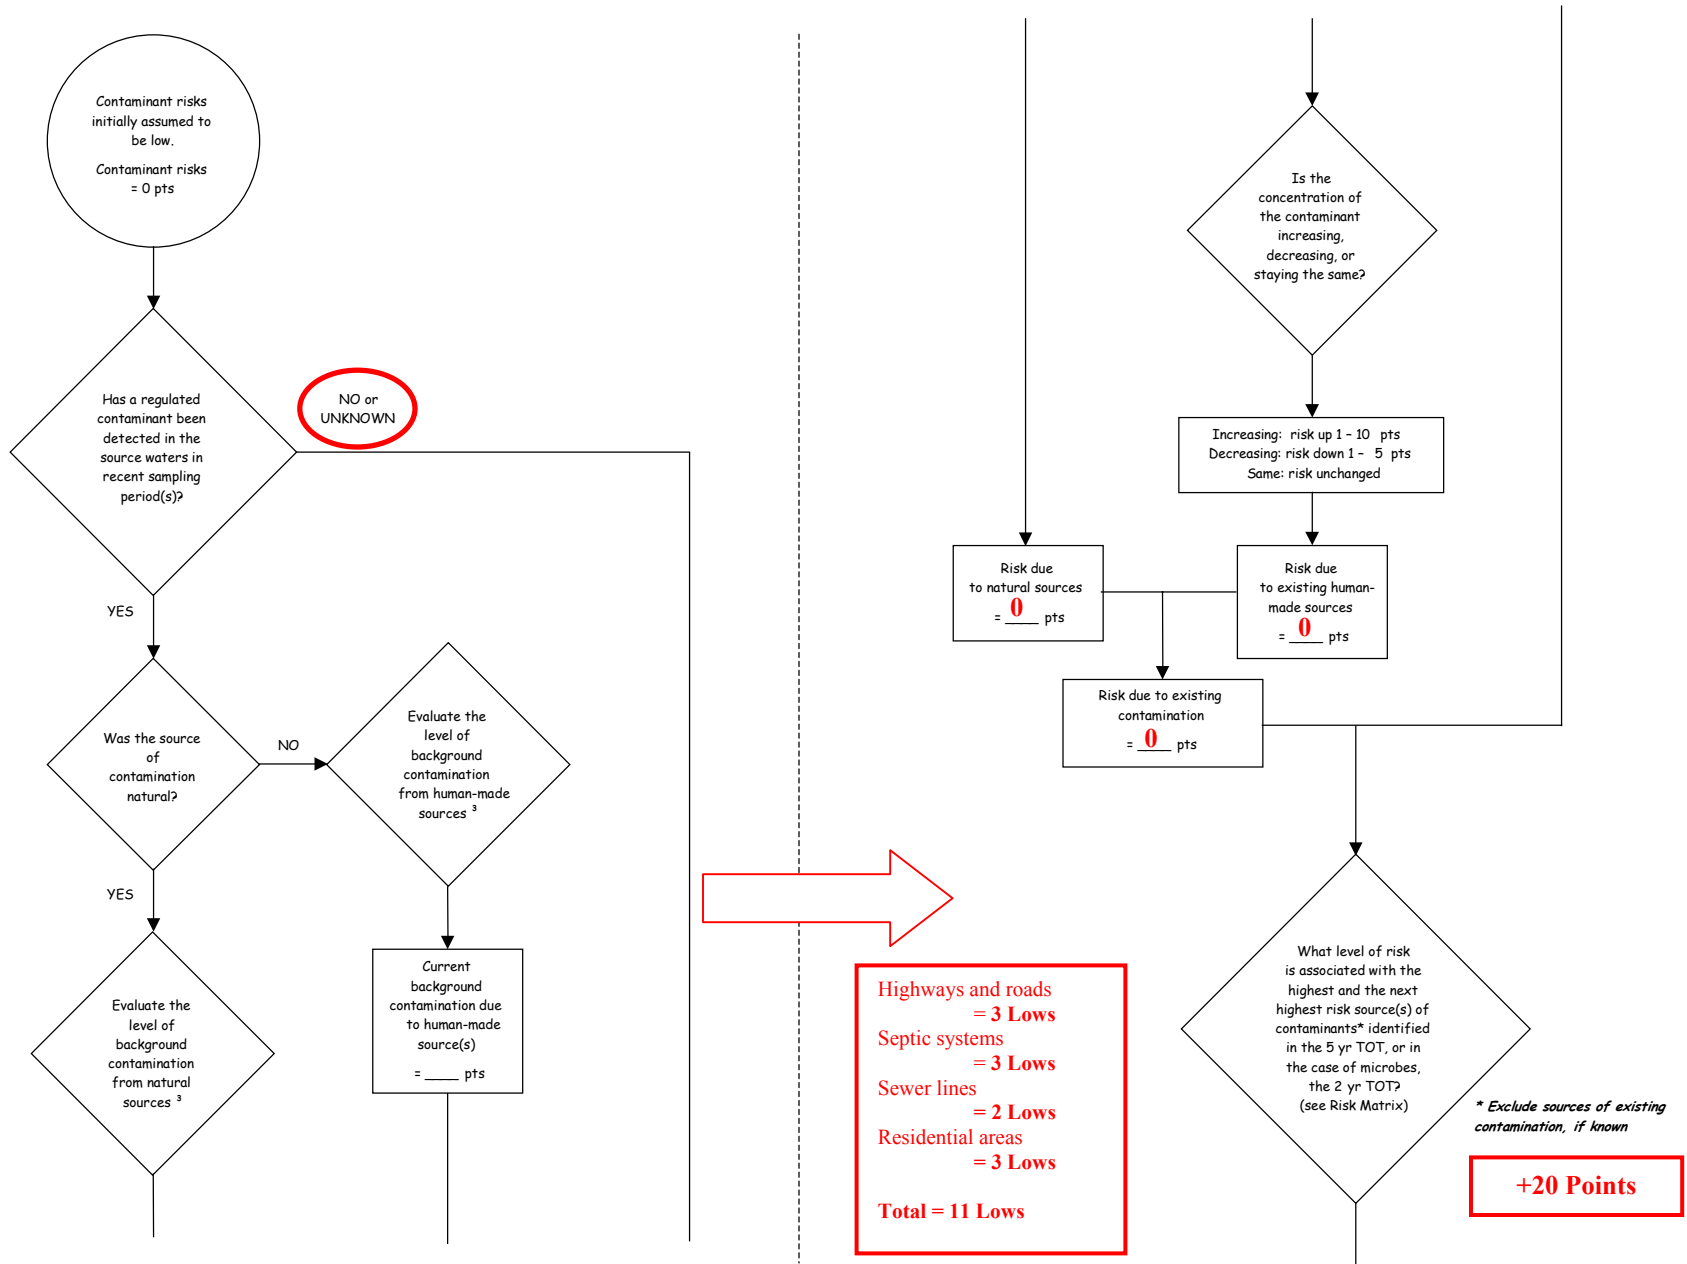 Contaminant risks
initially assumed to
be low.
Contaminant risks
= 0 pts
Has a regulated
contaminant been
detected in the
source waters in
recent sampling
period(s)?
NO or
UNKNOWN
YES
Was the source
of
contamination
natural?
NO
Evaluate the
level of
background
contamination
from human-made
sources ³
YES
Evaluate the
level of
background
contamination
from natural
sources ³
Current
background
contamination due
to human-made
source(s)
= ____ pts
Is the
concentration of
the contaminant
increasing,
decreasing, or
staying the same?
Increasing: risk up 1 – 10 pts
Decreasing: risk down 1 – 5 pts
Same: risk unchanged
Risk due
to natural sources
= 0 pts
Risk due
to existing human-
made sources
= 0 pts
Risk due to existing
contamination
= 0 pts
Highways and roads
= 3 Lows
Septic systems
= 3 Lows
Sewer lines
= 2 Lows
Residential areas
= 3 Lows
Total = 11 Lows
What level of risk
is associated with the
highest and the next
highest risk source(s) of
contaminants* identified
in the 5 yr TOT, or in
the case of microbes,
the 2 yr TOT?
(see Risk Matrix)
* Exclude sources of existing
contamination, if known
+20 Points